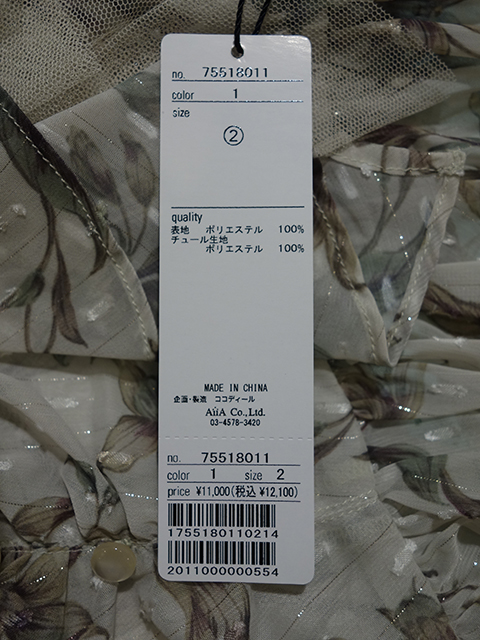 no. 75518011
color 1
size
②
quality
表地 ポリエステル 100%
チュール生地
ポリエステル 100%
MADE IN CHINA
企画・製造 ココディール
AiiA Co.,Ltd.
03-4578-3420
no. 75518011
color 1 size 2
price ¥11,000(税込 ¥12,100)
1755180110214
2011000000554